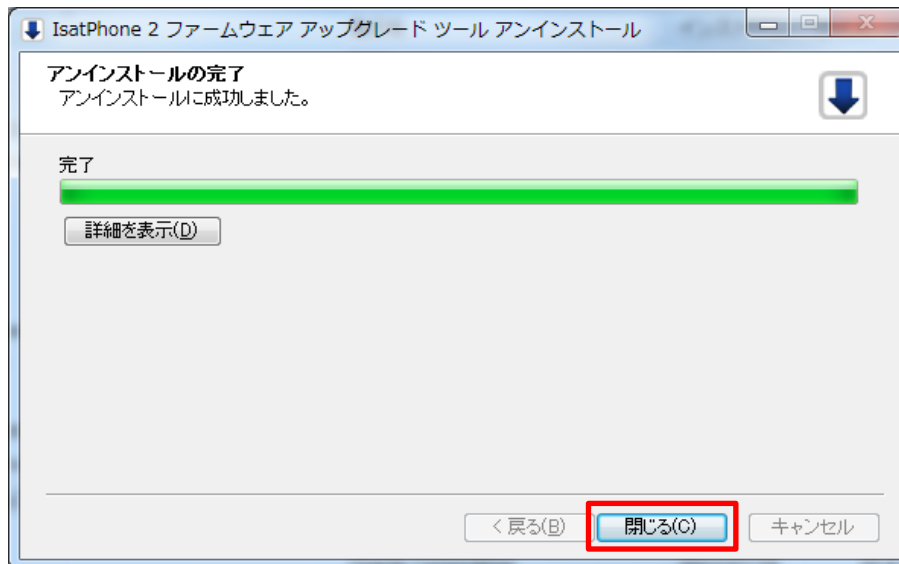 IsatPhone 2 ファームウェア アップグレード ツール アンインストール
アンインストールの完了
アンインストールに成功しました。
完了
詳細を表示(D)
< 戻る(B)
閉じる(C)
キャンセル